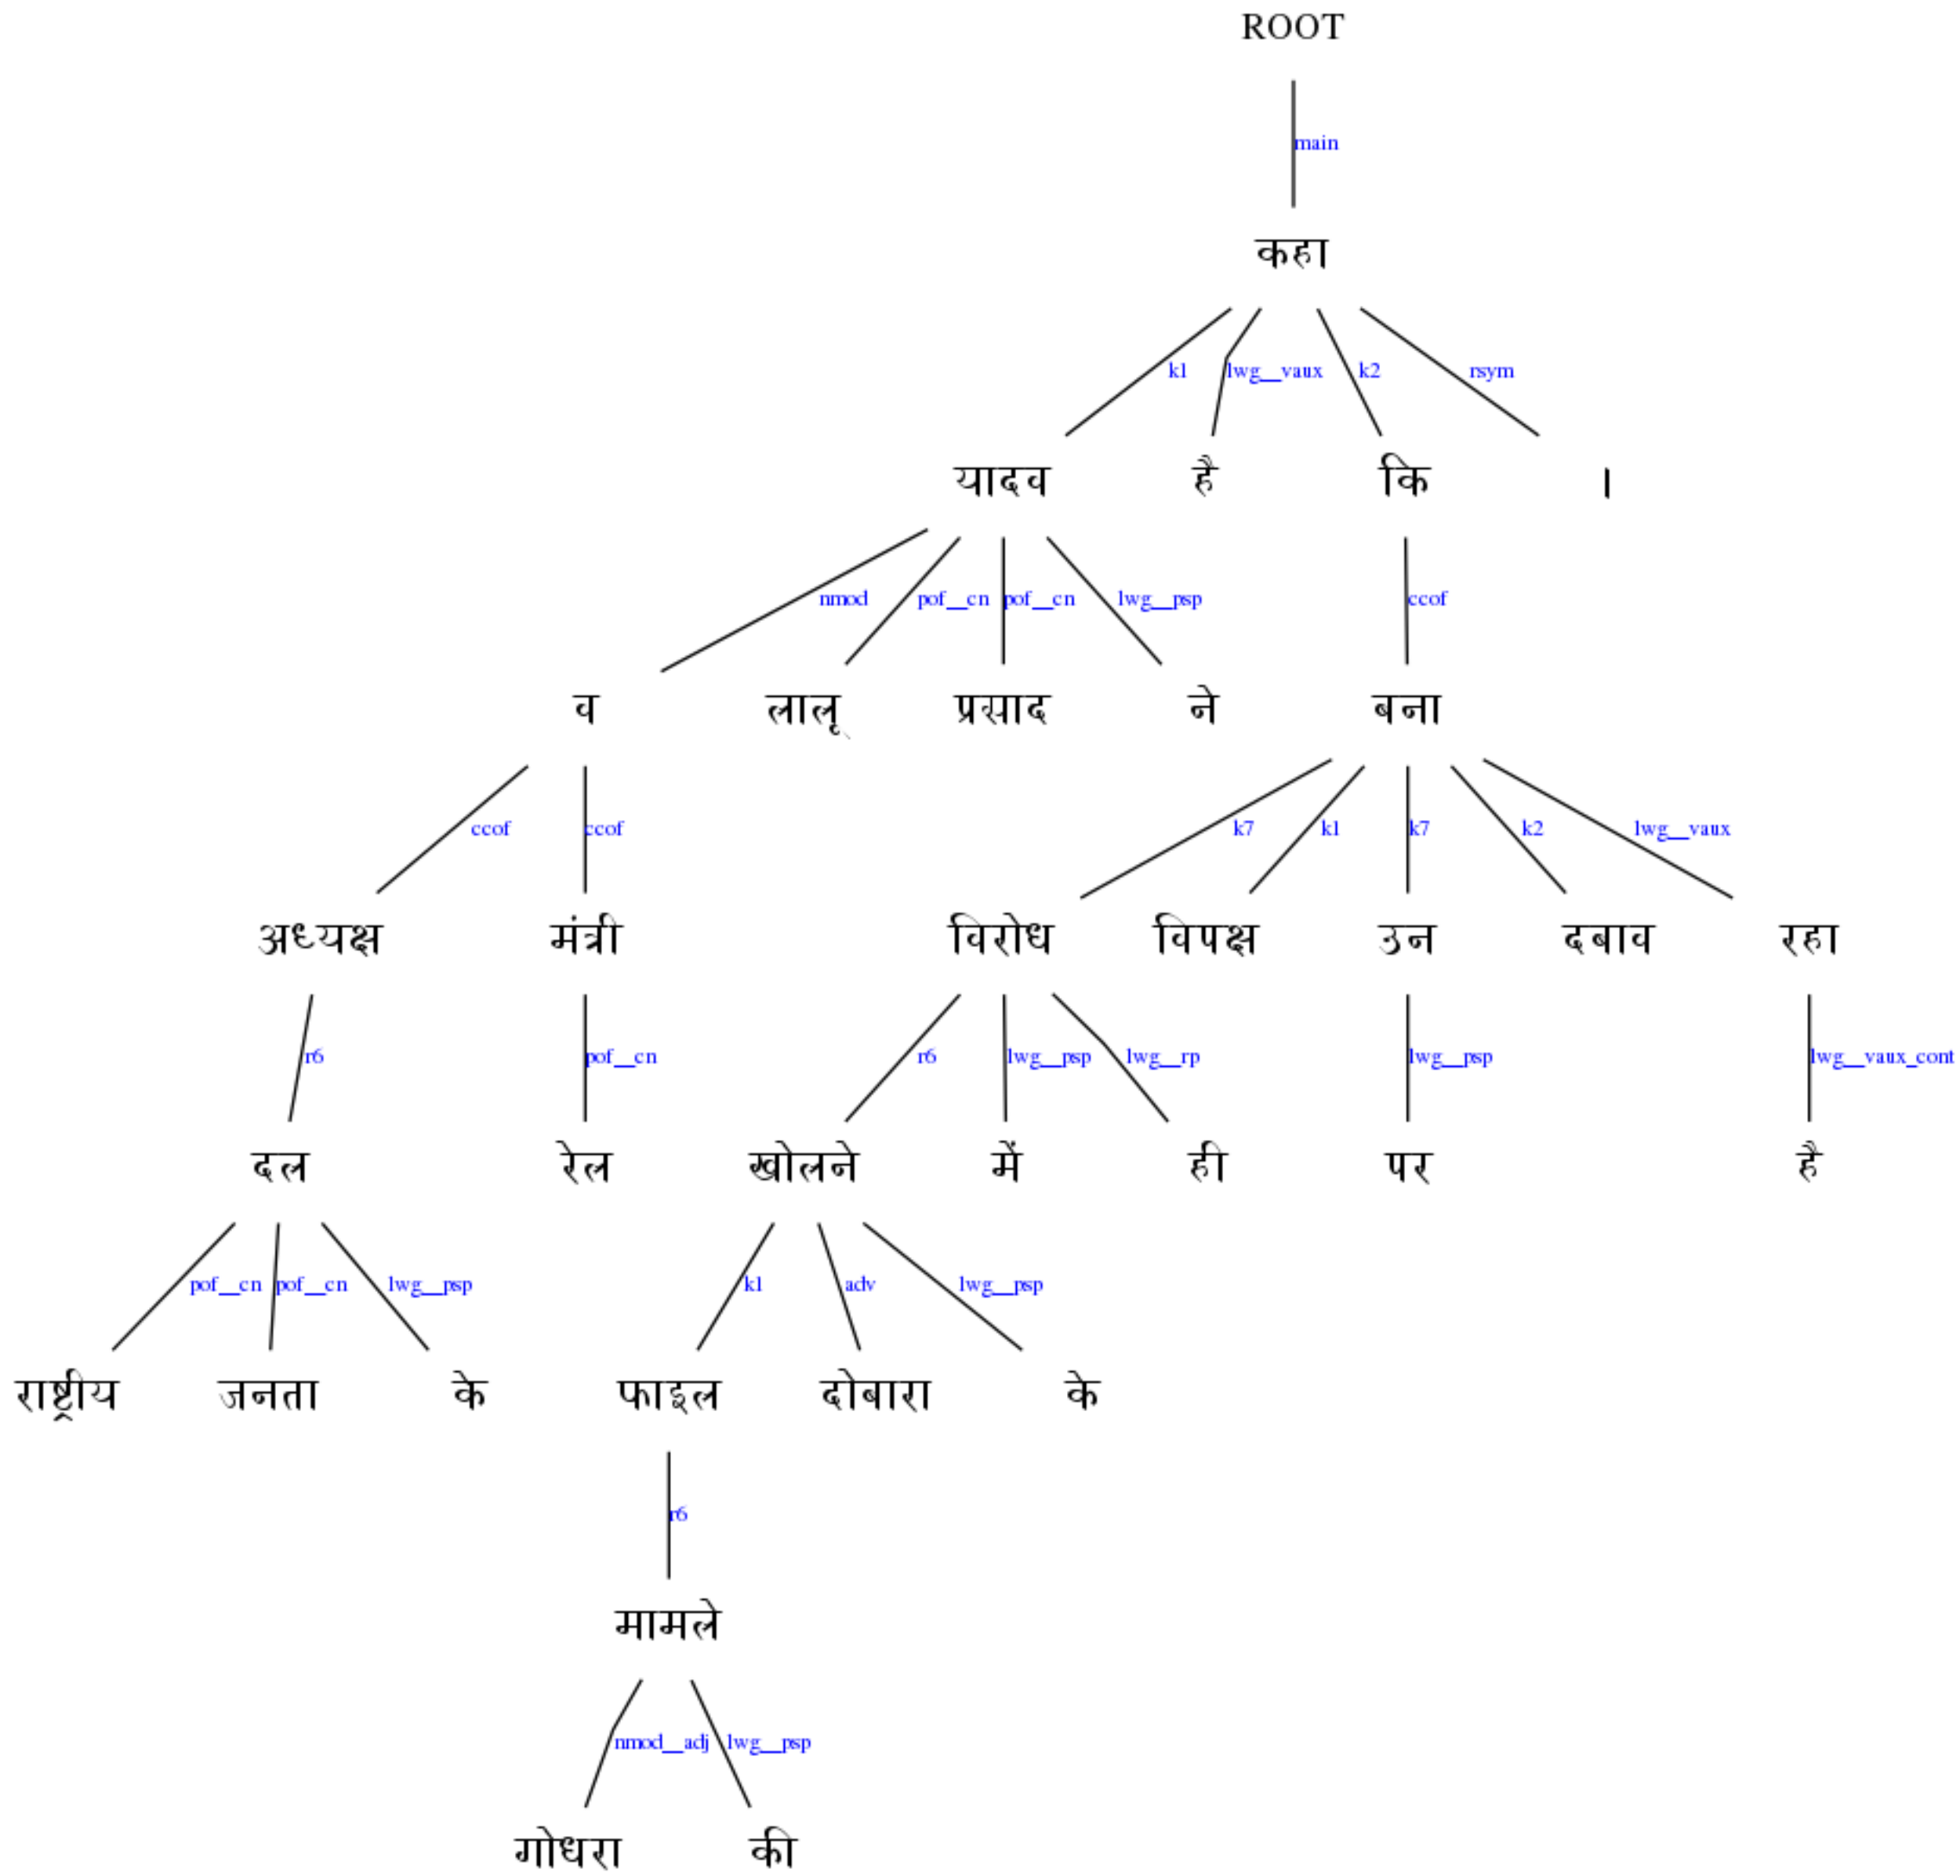 ROOT
main
कहा
k1 lwg__vaux k2 rsym
यादव है कि ।
nmod pof__cn pof__cn lwg__psp ccof
व लालू प्रसाद ने बना
ccof ccof k7 k1 k7 k2 lwg__vaux
अध्यक्ष मंत्री विरोध विपक्ष उन दबाव रहा
r6 pof__cn r6 lwg__psp lwg__rp lwg__psp lwg__vaux_cont
दल रेल खोलने में ही पर है
pof__cn pof__cn lwg__psp k1 adv lwg__psp
राष्ट्रीय जनता के फाइल दोबारा के
r6
मामले
nmod__adj lwg__psp
गोधरा की